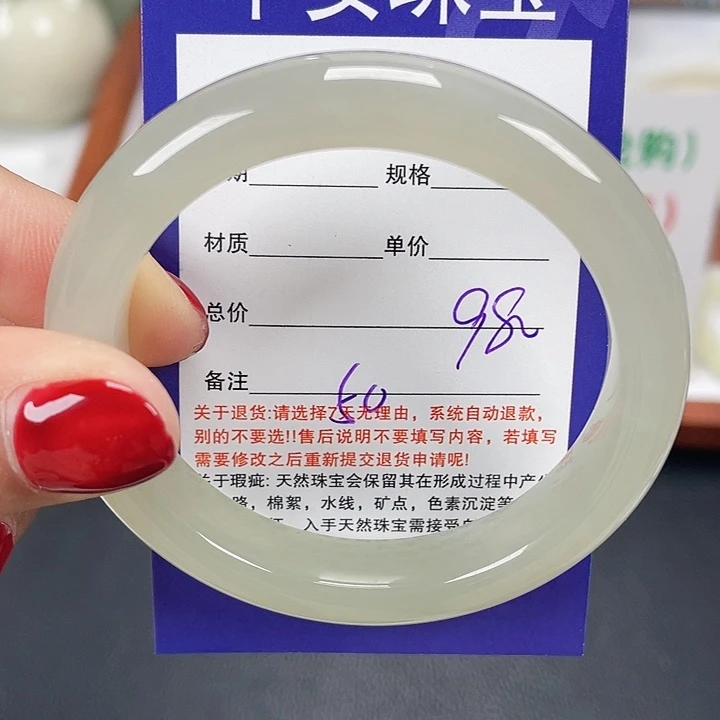 规格
材质 单价
总价 98
备注 60
关于退货:请选择7天无理由，系统自动退款，
别的不要选!!售后说明不要填写内容，若填写
需要修改之后重新提交退货申请呢!
关于瑕疵: 天然珠宝会保留其在形成过程中产
路，棉絮，水线，矿点，色素沉淀等
入手天然珠宝需接受
购）